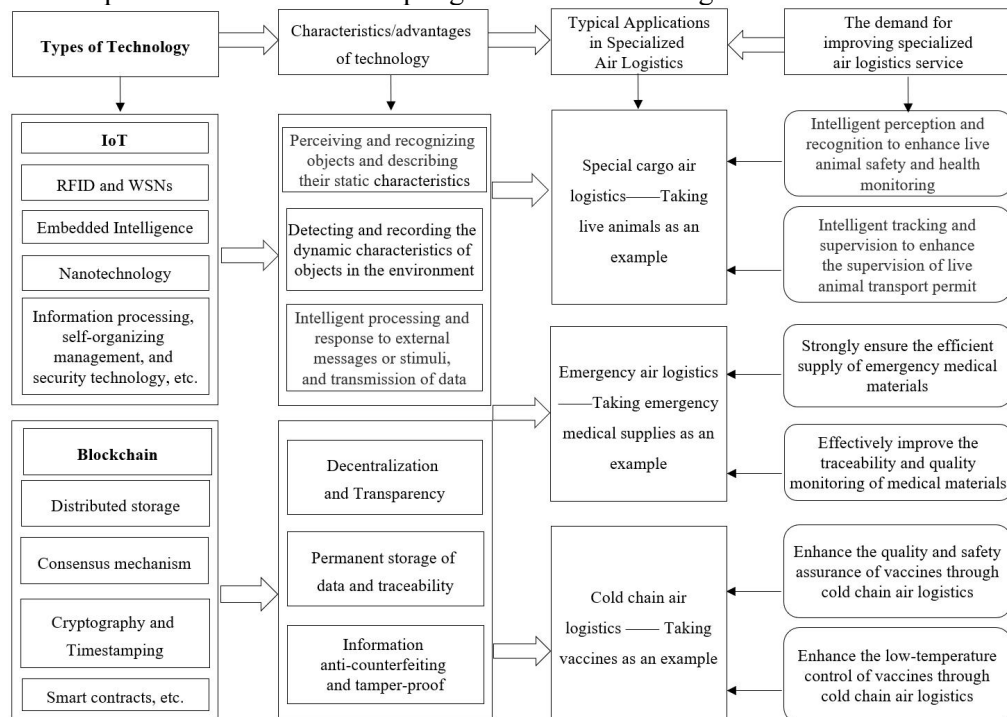 Types of Technology
Characteristics/advantages
of technology
Typical Applications
in Specialized
Air Logistics
The demand for
improving specialized
air logistics service
IoT
RFID and WSNs
Embedded Intelligence
Nanotechnology
Information processing,
self-organizing
management, and
security technology, etc.
Blockchain
Distributed storage
Consensus mechanism
Cryptography and
Timestamping
Smart contracts, etc.
Perceiving and recognizing
objects and describing
their static characteristics
Detecting and recording the
dynamic characteristics of
objects in the environment
Intelligent processing and
response to external
messages or stimuli,
and transmission of data
Decentralization
and Transparency
Permanent storage of
data and traceability
Information
anti-counterfeiting
and tamper-proof
Special cargo air
logistics——Taking
live animals as an
example
Emergency air logistics
——Taking emergency
medical supplies as an
example
Cold chain air
logistics —— Taking
vaccines as an example
Intelligent perception and
recognition to enhance live
animal safety and health
monitoring
Intelligent tracking and
supervision to enhance
the supervision of live
animal transport permit
Strongly ensure the efficient
supply of emergency medical
materials
Effectively improve the
traceability and quality
monitoring of medical materials
Enhance the quality and safety
assurance of vaccines through
cold chain air logistics
Enhance the low-temperature
control of vaccines through
cold chain air logistics